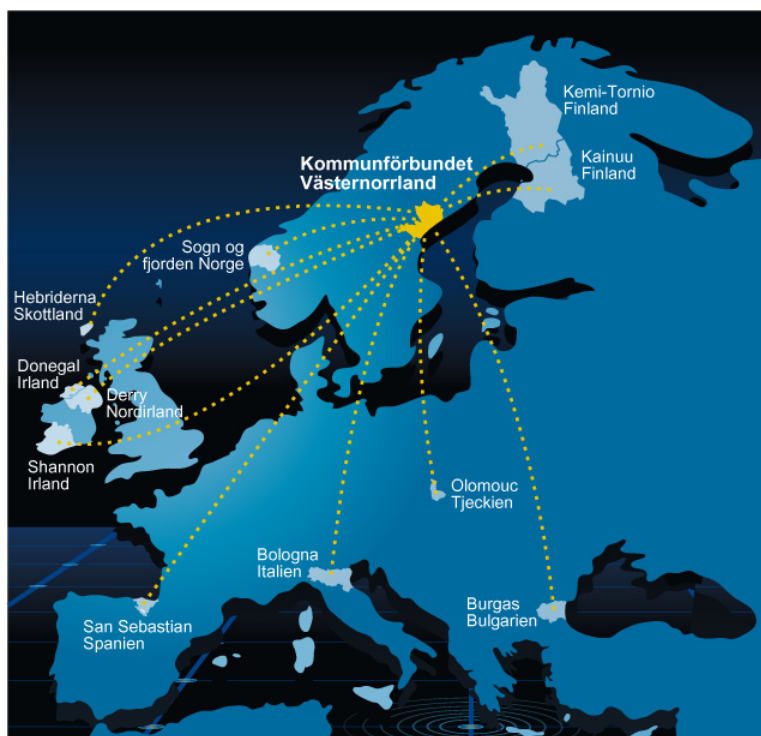 Kemi-Tornio
Finland
Kommunförbundet
Västernorrland
Kainuu
Finland
Sogn og
fjorden Norge
Hebriderna
Skottland
Donegal
Irland
Derry
Nordirland
Shannon
Irland
Olomouc
Tjeckien
Bologna
Italien
Burgas
Bulgarien
San Sebastian
Spanien